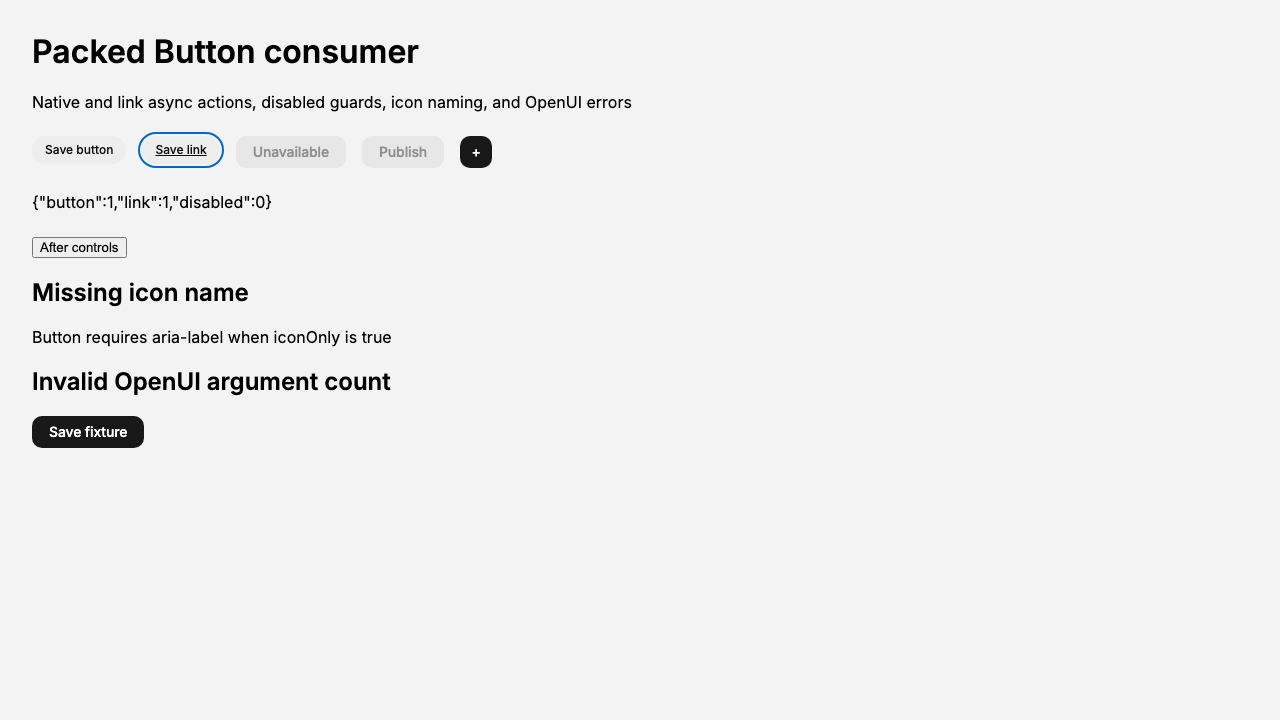 Packed Button consumer
Native and link async actions, disabled guards, icon naming, and OpenUI errors
Save button Save link Unavailable Publish +
{"button":1,"link":1,"disabled":0}
After controls
Missing icon name
Button requires aria-label when iconOnly is true
Invalid OpenUI argument count
Save fixture